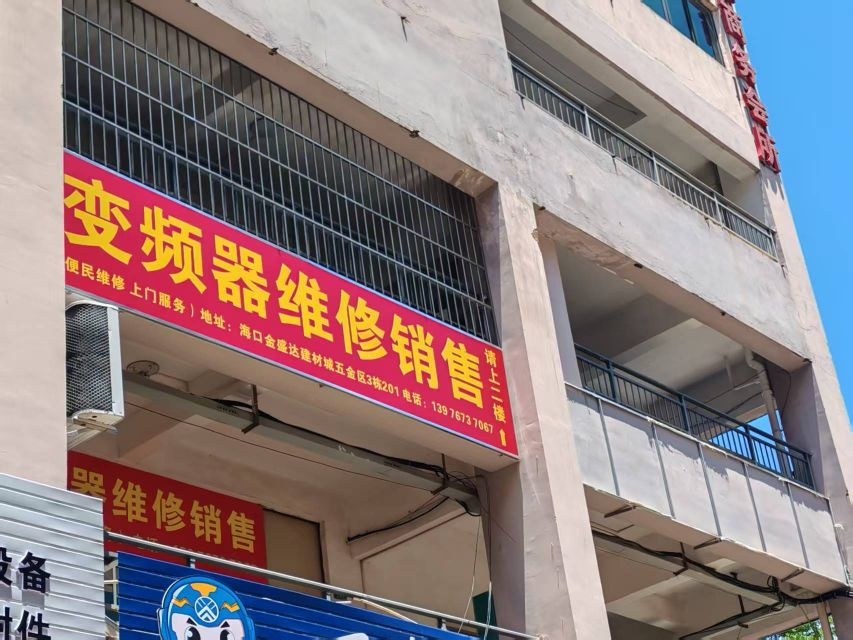 变频器维修销售
便民维修 上门服务）地址：海口金盛达建材城五金区3栋201 电话：139 7673 7067
请上二楼
器维修销售
设备
附件